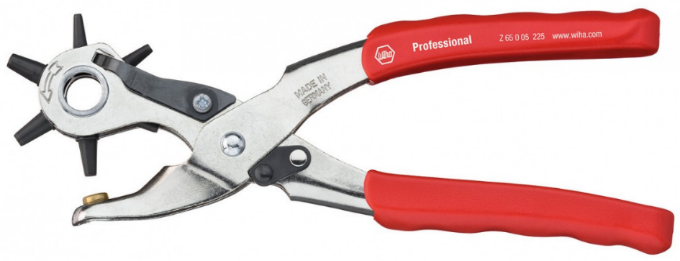 wiha
Professional
Z 65 0 05 225 www.wiha.com
MADE IN
GERMANY